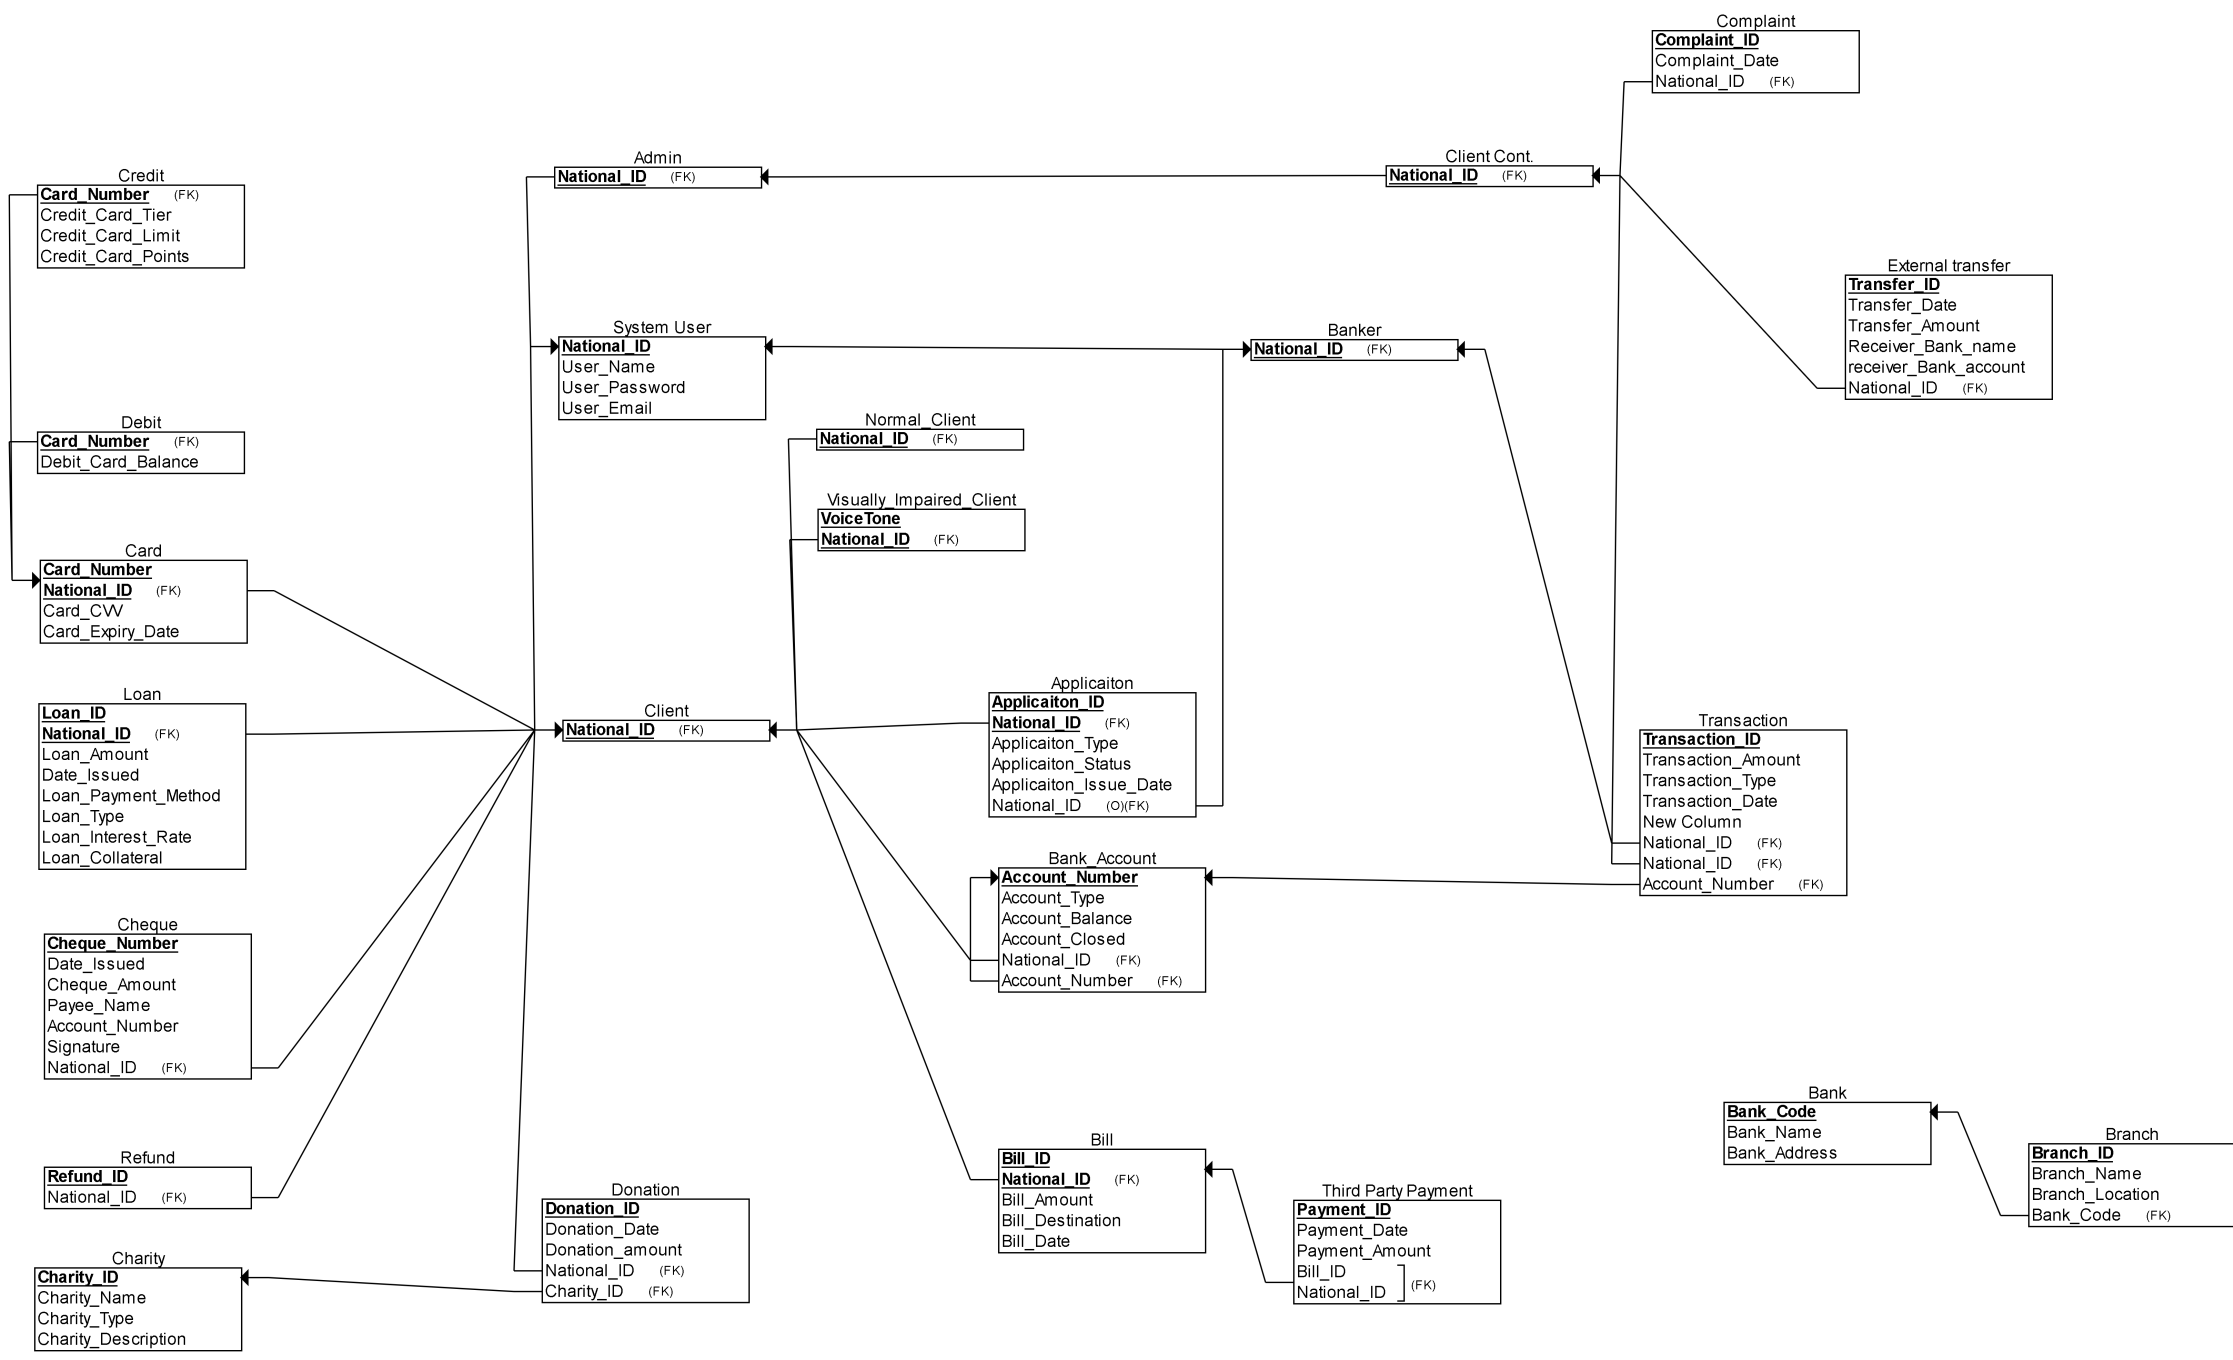 Complaint
Complaint_ID
Complaint_Date
National_ID (FK)
Admin
National_ID (FK)
Client Cont.
National_ID (FK)
Credit
Card_Number (FK)
Credit_Card_Tier
Credit_Card_Limit
Credit_Card_Points
External transfer
Transfer_ID
Transfer_Date
Transfer_Amount
Receiver_Bank_name
receiver_Bank_account
National_ID (FK)
System User
National_ID
User_Name
User_Password
User_Email
Banker
National_ID (FK)
Debit
Card_Number (FK)
Debit_Card_Balance
Normal_Client
National_ID (FK)
Visually_Impaired_Client
VoiceTone
National_ID (FK)
Card
Card_Number
National_ID (FK)
Card_CVV
Card_Expiry_Date
Loan
Loan_ID
National_ID (FK)
Loan_Amount
Date_Issued
Loan_Payment_Method
Loan_Type
Loan_Interest_Rate
Loan_Collateral
Client
National_ID (FK)
Applicaiton
Applicaiton_ID
National_ID (FK)
Applicaiton_Type
Applicaiton_Status
Applicaiton_Issue_Date
National_ID (O)(FK)
Transaction
Transaction_ID
Transaction_Amount
Transaction_Type
Transaction_Date
New Column
National_ID (FK)
National_ID (FK)
Account_Number (FK)
Bank_Account
Account_Number
Account_Type
Account_Balance
Account_Closed
National_ID (FK)
Account_Number (FK)
Cheque
Cheque_Number
Date_Issued
Cheque_Amount
Payee_Name
Account_Number
Signature
National_ID (FK)
Bank
Bank_Code
Bank_Name
Bank_Address
Branch
Branch_ID
Branch_Name
Branch_Location
Bank_Code (FK)
Bill
Bill_ID
National_ID (FK)
Bill_Amount
Bill_Destination
Bill_Date
Refund
Refund_ID
National_ID (FK)
Donation
Donation_ID
Donation_Date
Donation_amount
National_ID (FK)
Charity_ID (FK)
Third Party Payment
Payment_ID
Payment_Date
Payment_Amount
Bill_ID
National_ID (FK)
Charity
Charity_ID
Charity_Name
Charity_Type
Charity_Description